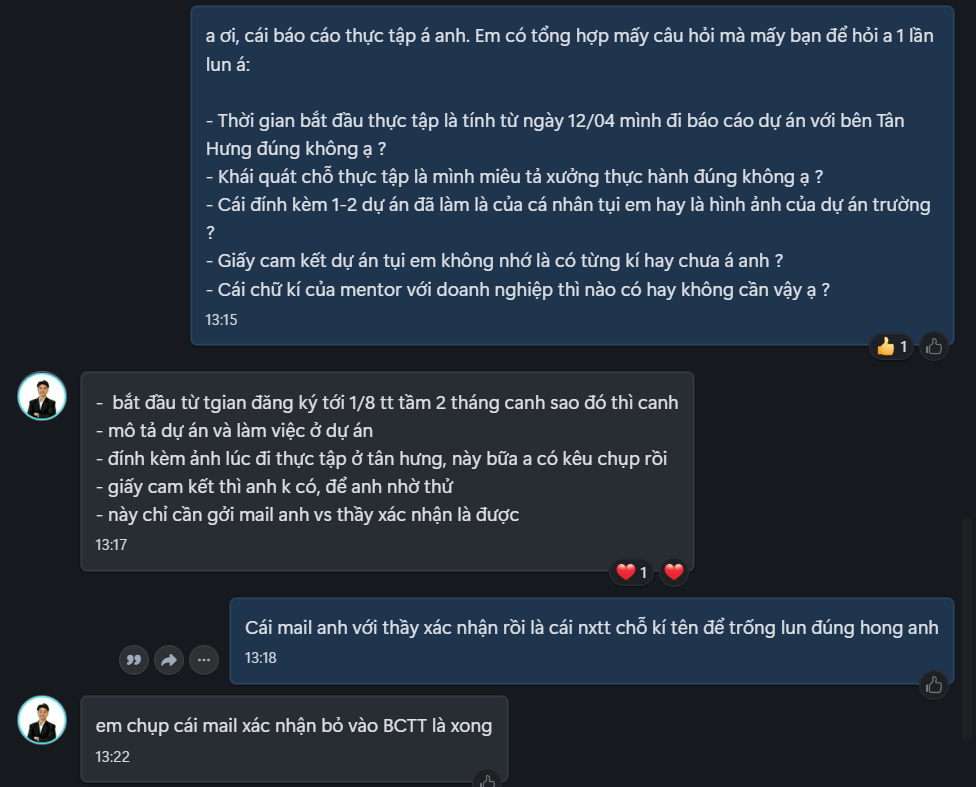 a ơi, cái báo cáo thực tập á anh. Em có tổng hợp mấy câu hỏi mà mấy bạn để hỏi a 1 lần
lun á:
- Thời gian bắt đầu thực tập là tính từ ngày 12/04 mình đi báo cáo dự án với bên Tân
Hưng đúng không ạ ?
- Khái quát chỗ thực tập là mình miêu tả xưởng thực hành đúng không ạ ?
- Cái đính kèm 1-2 dự án đã làm là của cá nhân tụi em hay là hình ảnh của dự án trường
?
- Giấy cam kết dự án tụi em không nhớ là có từng kí hay chưa á anh ?
- Cái chữ kí của mentor với doanh nghiệp thì nào có hay không cần vậy ạ ?
13:15
1
- bắt đầu từ tgian đăng ký tới 1/8 tt tầm 2 tháng canh sao đó thì canh
- mô tả dự án và làm việc ở dự án
- đính kèm ảnh lúc đi thực tập ở tân hưng, này bữa a có kêu chụp rồi
- giấy cam kết thì anh k có, để anh nhờ thử
- này chỉ cần gởi mail anh vs thầy xác nhận là được
13:17
1
Cái mail anh với thầy xác nhận rồi là cái nxtt chỗ kí tên để trống lun đúng hong anh
13:18
em chụp cái mail xác nhận bỏ vào BCTT là xong
13:22